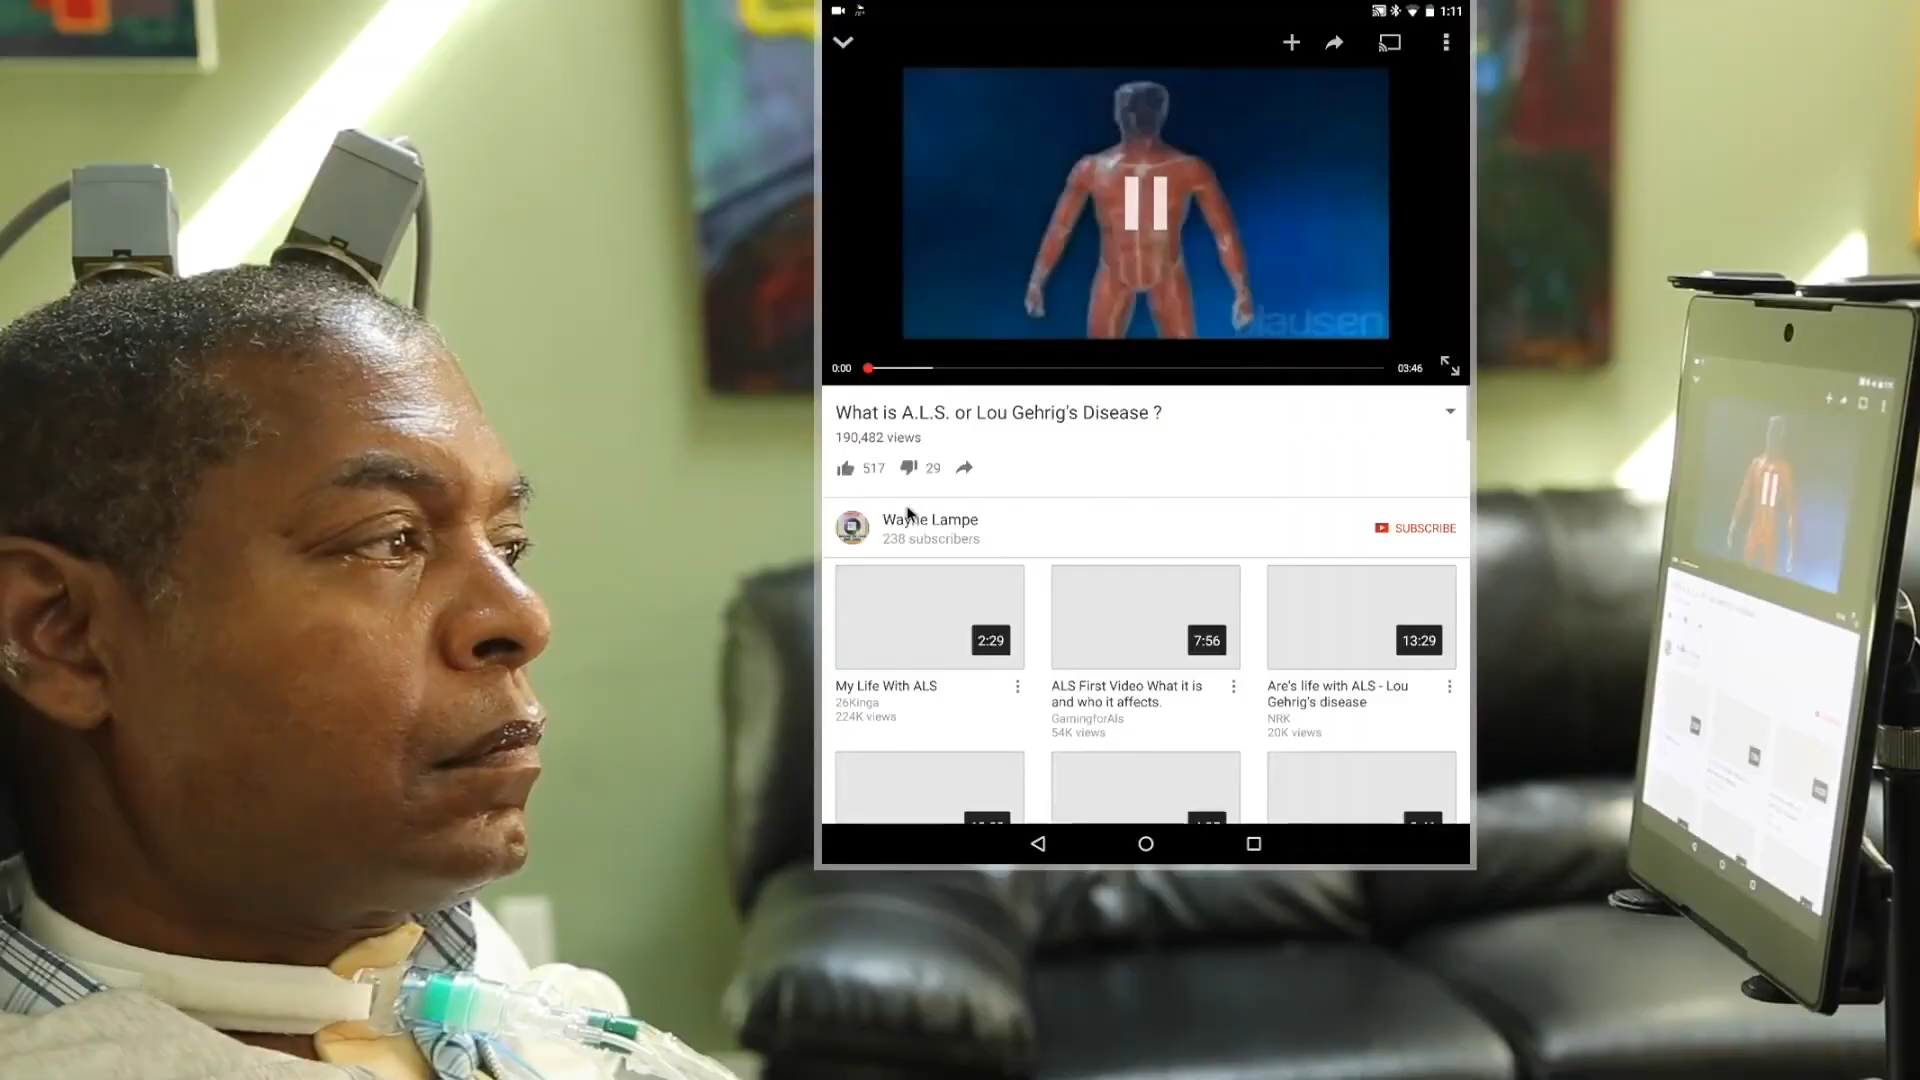 1:11
lausen
0:00
03:46
What is A.L.S. or Lou Gehrig's Disease ?
190,482 views
517
29
Wayne Lampe
238 subscribers
SUBSCRIBE
2:29
7:56
13:29
My Life With ALS
26Kinga
224K views
ALS First Video What it is
and who it affects.
GamingforAls
54K views
Are's life with ALS - Lou
Gehrig's disease
NRK
20K views